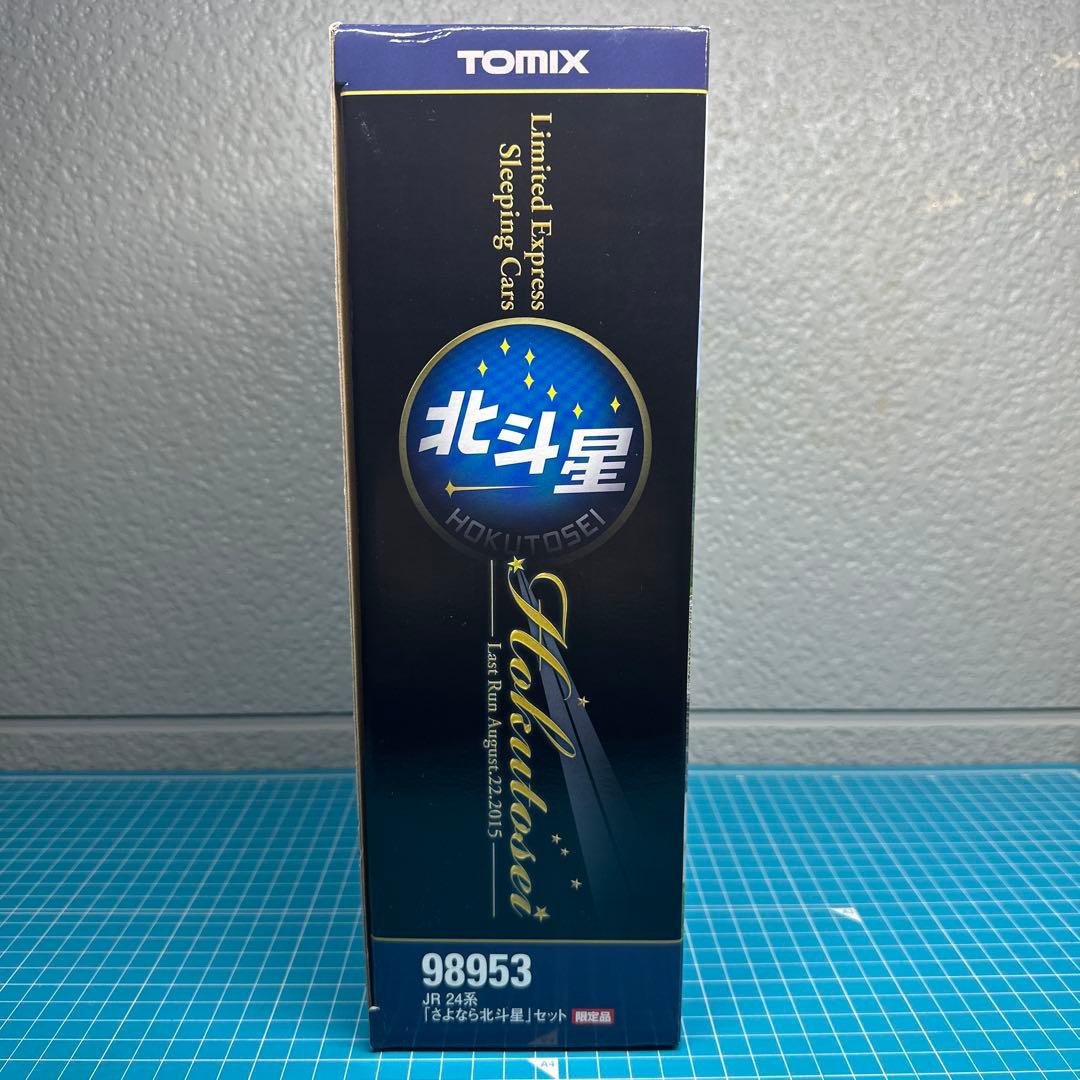 TOMIX
Limited Express
Sleeping Cars
北斗星
HOKUTOSEI
Hokutosei
Last Run August.22.2015
98953
JR 24系
「さよなら北斗星」セット 限定品
A4